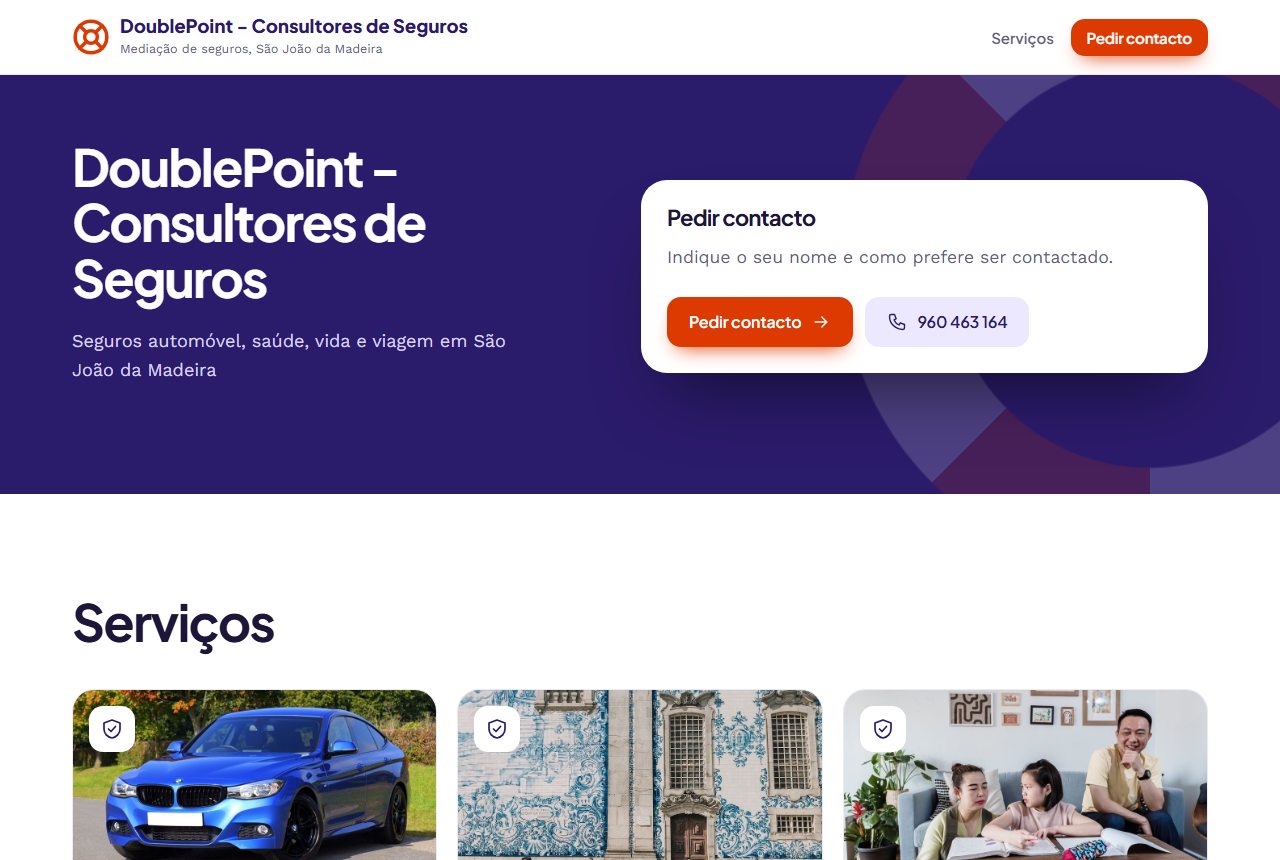 DoublePoint – Consultores de Seguros
Mediação de seguros, São João da Madeira
Serviços
Pedir contacto
DoublePoint –
Consultores de
Seguros
Seguros automóvel, saúde, vida e viagem em São
João da Madeira
Pedir contacto
Indique o seu nome e como prefere ser contactado.
Pedir contacto
960 463 164
Serviços